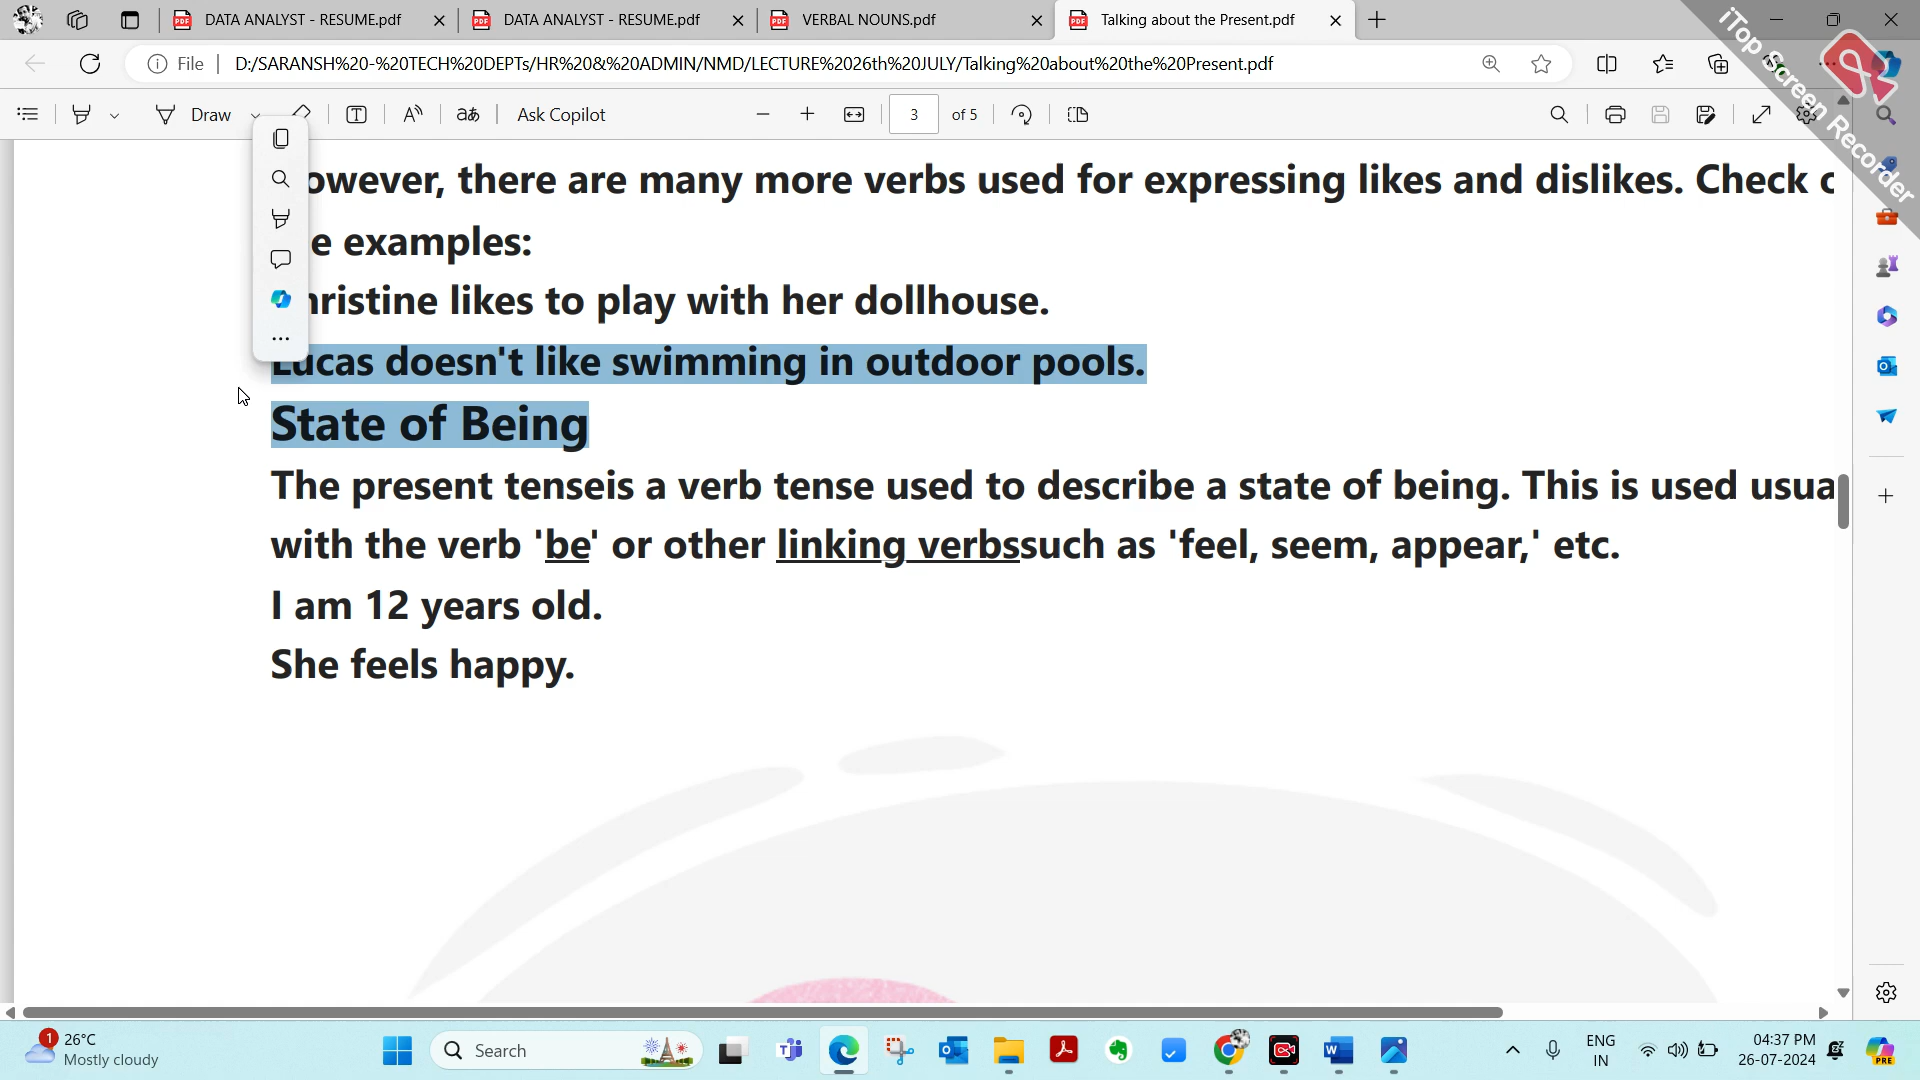 DATA ANALYST - RESUME.pdf
DATA ANALYST - RESUME.pdf
VERBAL NOUNS.pdf
Talking about the Present.pdf
File
D:/SARANSH%20-%20TECH%20DEPTs/HR%20&%20ADMIN/NMD/LECTURE%2026th%20JULY/Talking%20about%20the%20Present.pdf
iTop Screen Recorder
Draw
Ask Copilot
3 of 5
owever, there are many more verbs used for expressing likes and dislikes. Check
e examples:
hristine likes to play with her dollhouse.
Lucas doesn't like swimming in outdoor pools.
State of Being
The present tenseis a verb tense used to describe a state of being. This is used usua
with the verb 'be' or other linking verbssuch as 'feel, seem, appear,' etc.
I am 12 years old.
She feels happy.
1
26°C
Mostly cloudy
Search
ENG
IN
04:37 PM
26-07-2024
PRE